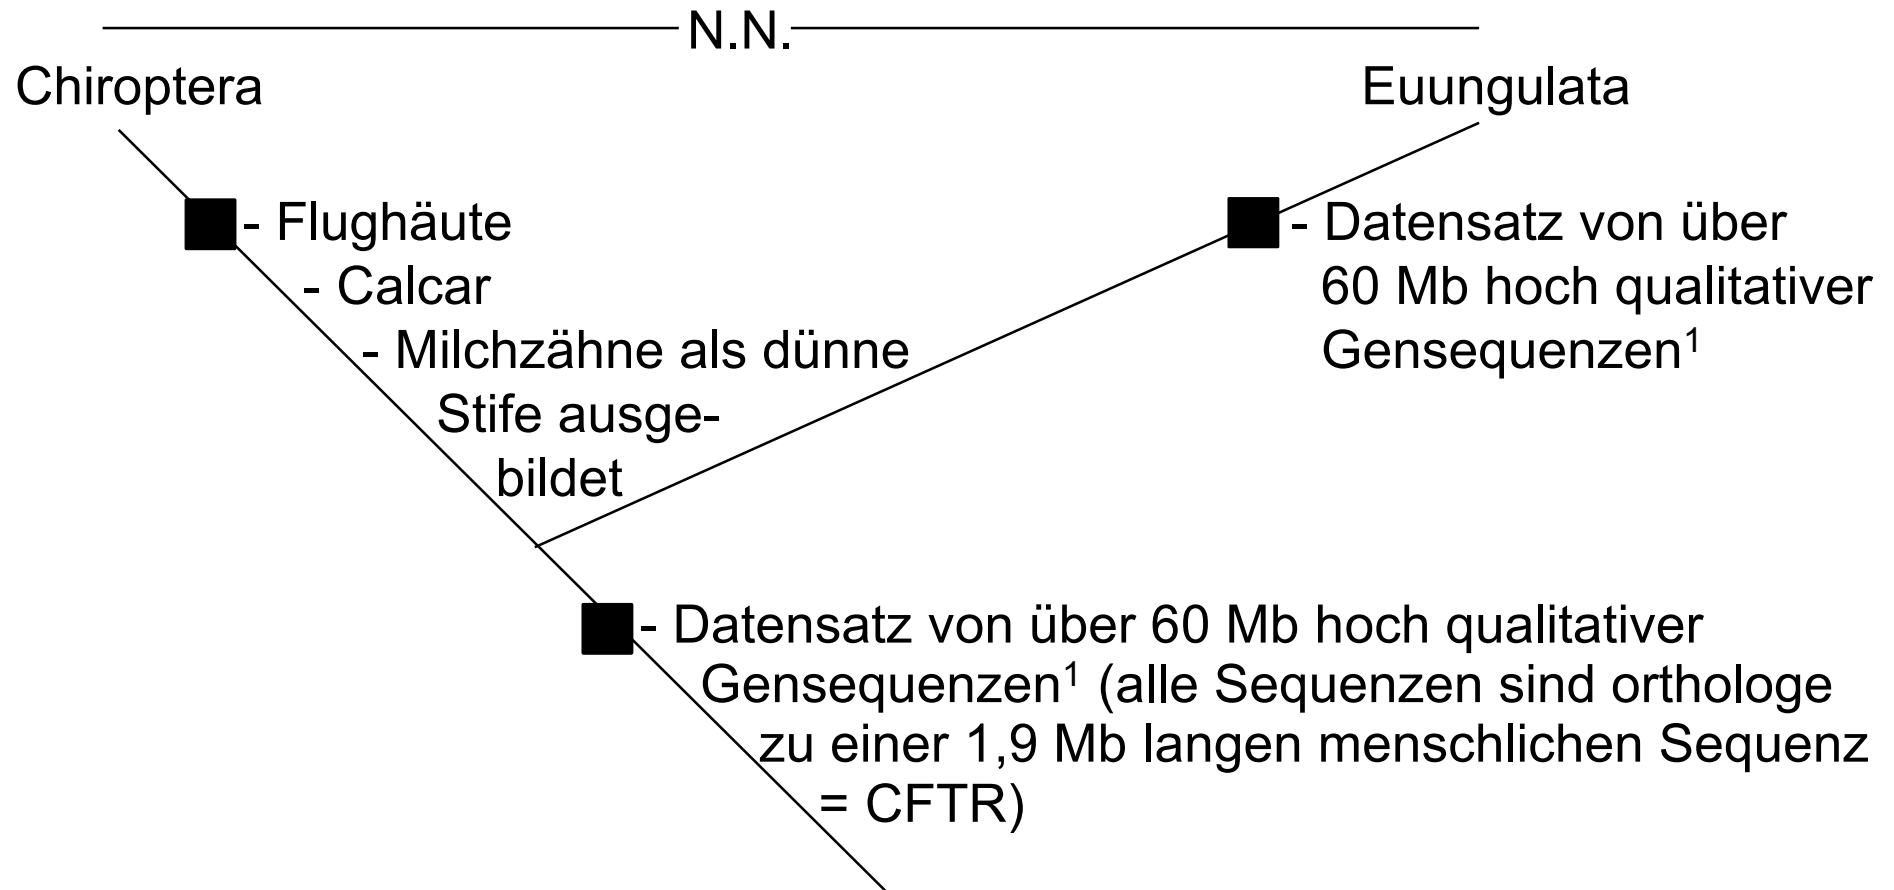 N.N.
Chiroptera
Euungulata
- Flughäute
- Calcar
- Milchzähne als dünne
Stife ausge-
bildet
- Datensatz von über
60 Mb hoch qualitativer
Gensequenzen¹
- Datensatz von über 60 Mb hoch qualitativer
Gensequenzen¹ (alle Sequenzen sind orthologe
zu einer 1,9 Mb langen menschlichen Sequenz
= CFTR)